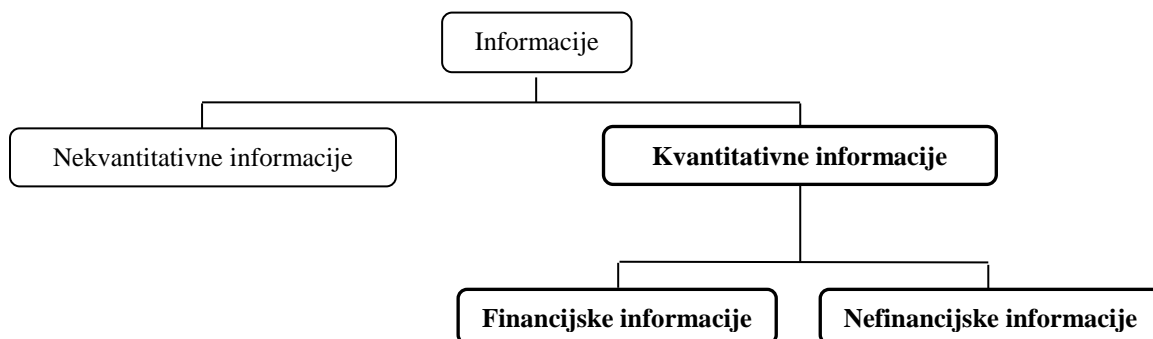 Informacije
Nekvantitativne informacije
Kvantitativne informacije
Financijske informacije
Nefinancijske informacije